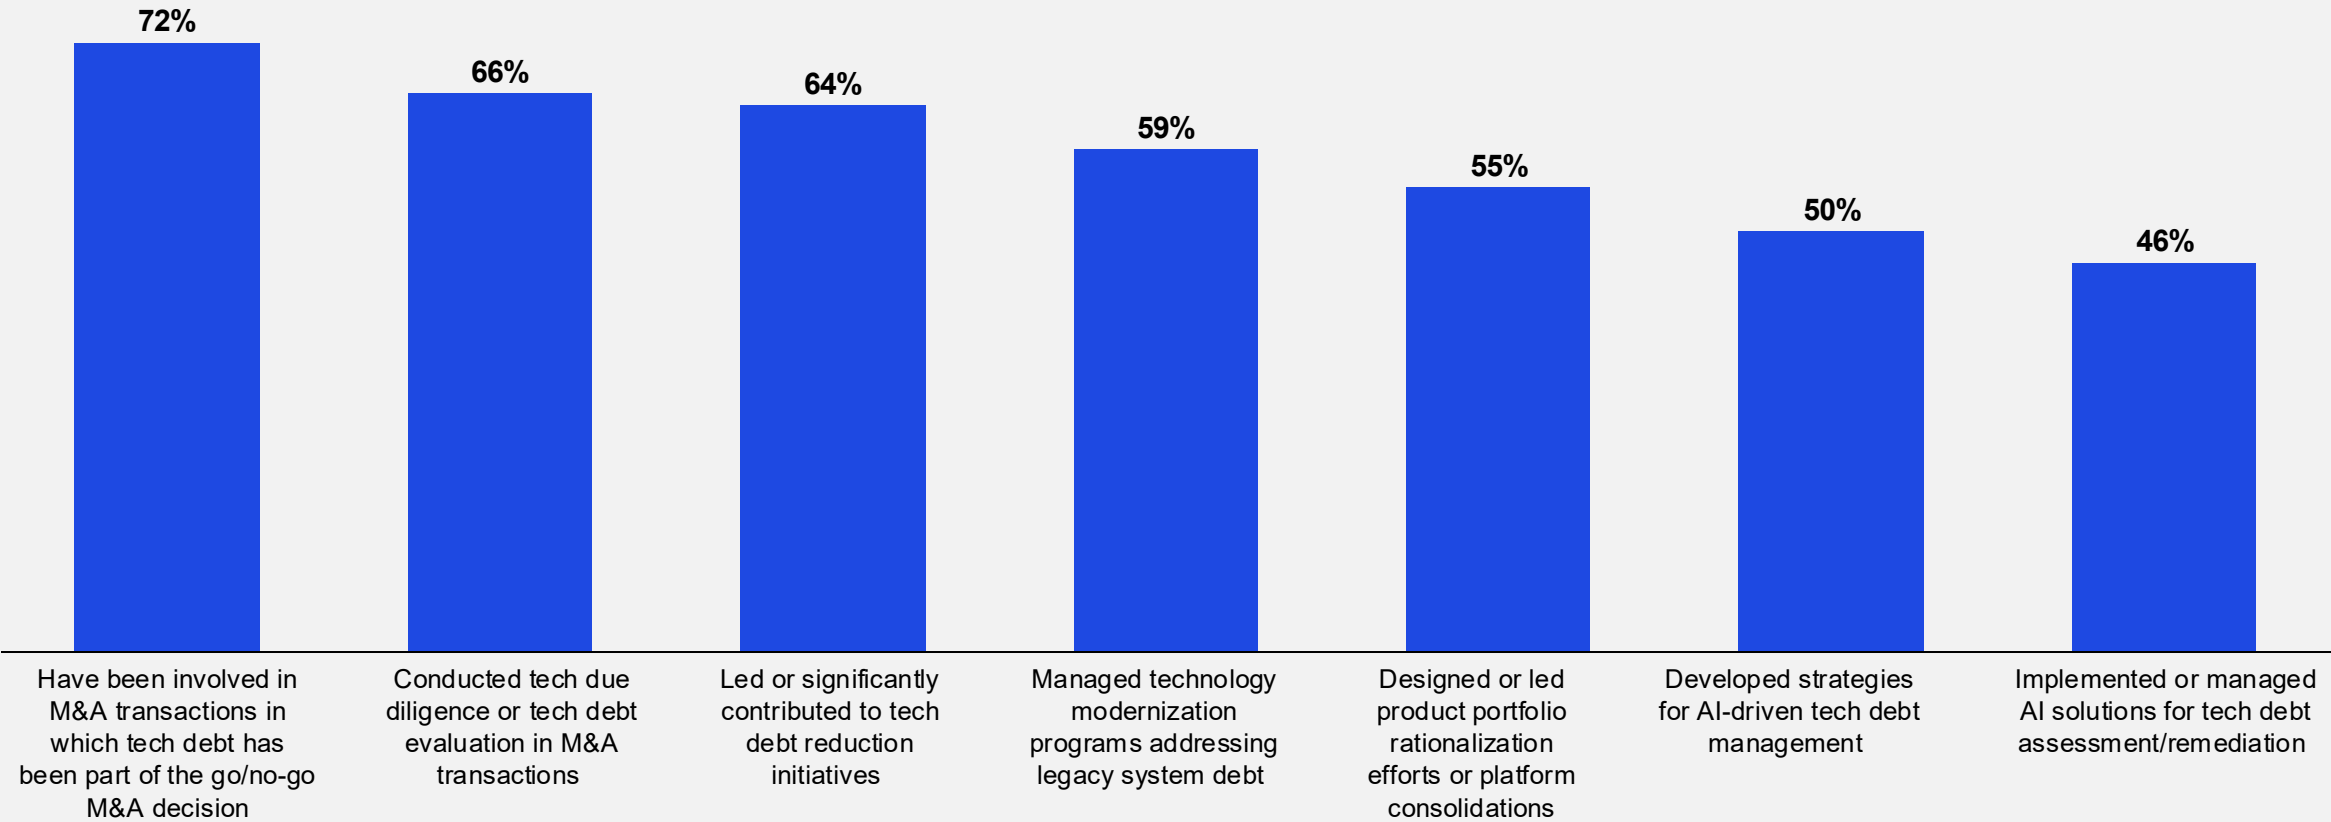 72%
66%
64%
59%
55%
50%
46%
Have been involved in
M&A transactions in
which tech debt has
been part of the go/no-go
M&A decision
Conducted tech due
diligence or tech debt
evaluation in M&A
transactions
Led or significantly
contributed to tech
debt reduction
initiatives
Managed technology
modernization
programs addressing
legacy system debt
Designed or led
product portfolio
rationalization
efforts or platform
consolidations
Developed strategies
for AI-driven tech debt
management
Implemented or managed
AI solutions for tech debt
assessment/remediation